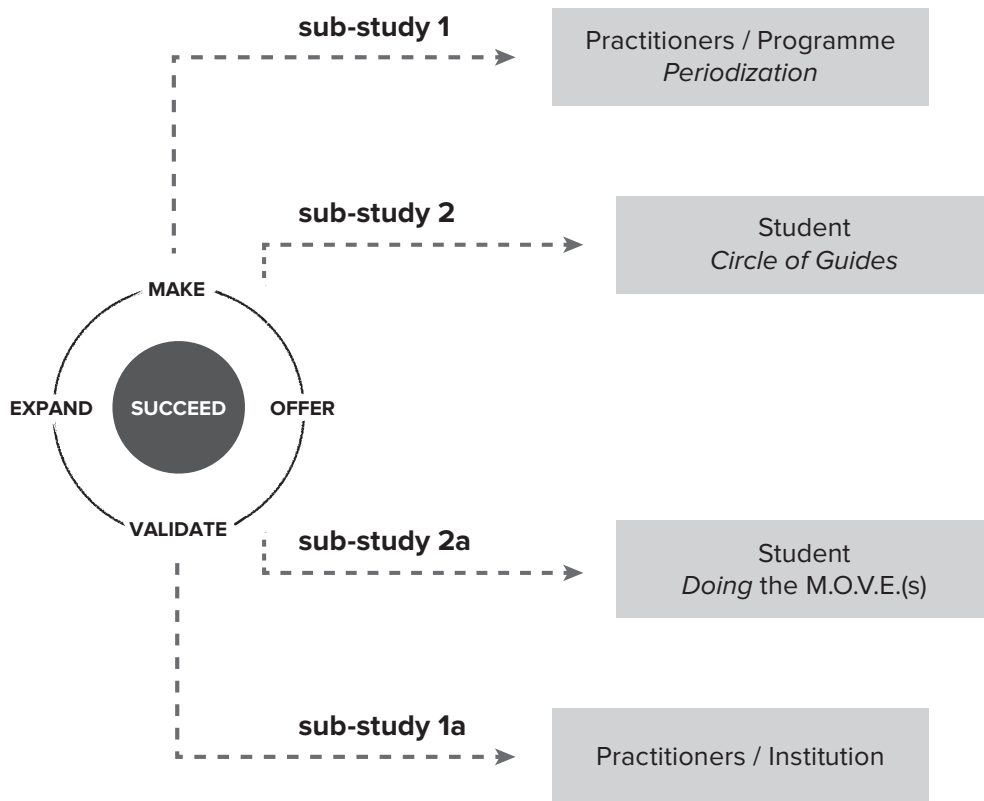 sub-study 1
Practitioners / Programme
Periodization
sub-study 2
Student
Circle of Guides
MAKE
EXPAND
SUCCEED
OFFER
VALIDATE
sub-study 2a
Student
Doing the M.O.V.E.(s)
sub-study 1a
Practitioners / Institution